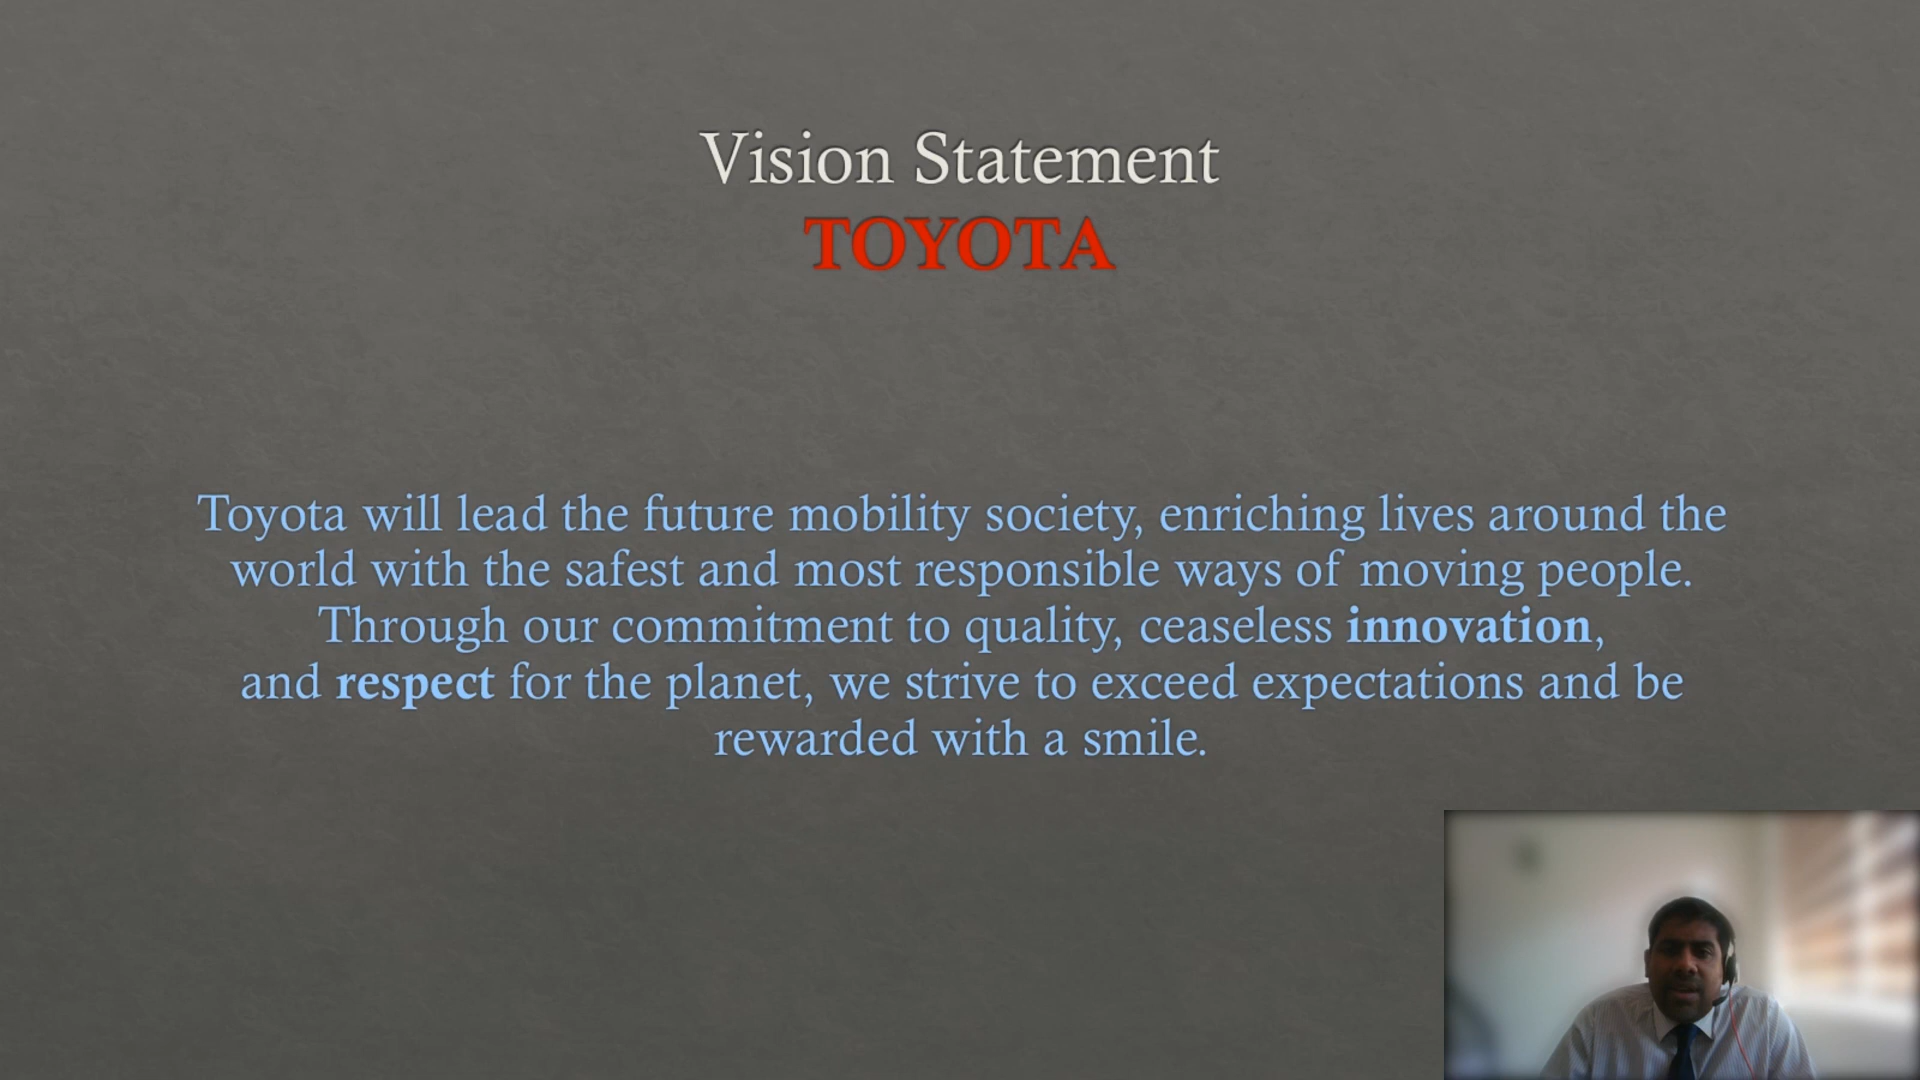 Vision Statement
TOYOTA
Toyota will lead the future mobility society, enriching lives around the
world with the safest and most responsible ways of moving people.
Through our commitment to quality, ceaseless innovation,
and respect for the planet, we strive to exceed expectations and be
rewarded with a smile.